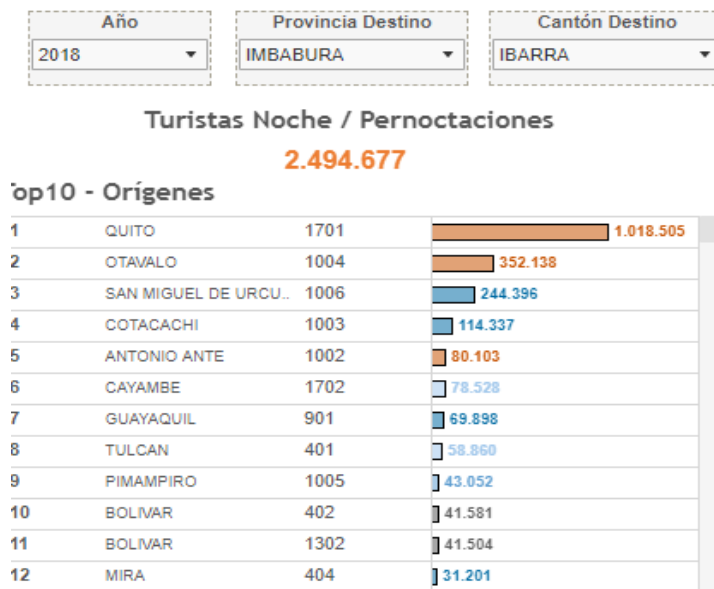 Año Provincia Destino Cantón Destino
2018 IMBABURA IBARRA
Turistas Noche / Pernoctaciones
2.494.677
op10 - Orígenes
1 QUITO 1701 1.018.505
2 OTAVALO 1004 352.138
3 SAN MIGUEL DE URCU.. 1006 244.396
4 COTACACHI 1003 114.337
5 ANTONIO ANTE 1002 80.103
6 CAYAMBE 1702 78.528
7 GUAYAQUIL 901 69.898
8 TULCAN 401 58.860
9 PIMAMPIRO 1005 43.052
10 BOLIVAR 402 41.581
11 BOLIVAR 1302 41.504
12 MIRA 404 31.201